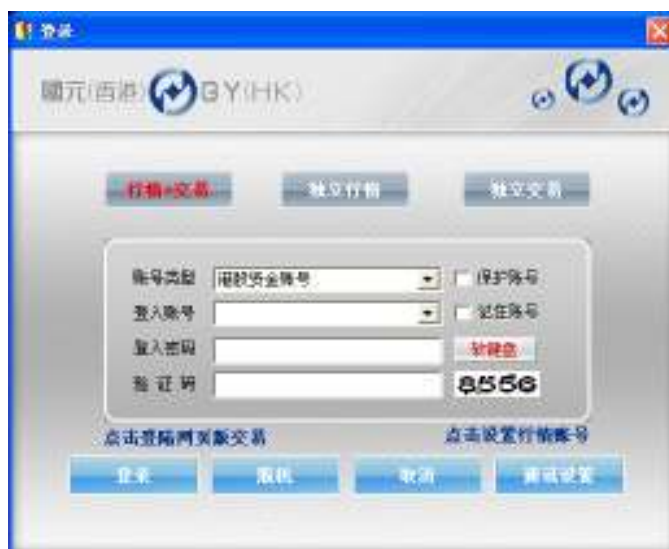 登录
國元(香港) GY(HK)
行情+交易 独立行情 独立交易
账号类型 港股资金账号 保护账号
登入账号 记住账号
登入密码 软键盘
验证码 8556
点击登陆网页版交易 点击设置行情账号
登录 脱机 取消 通讯设置